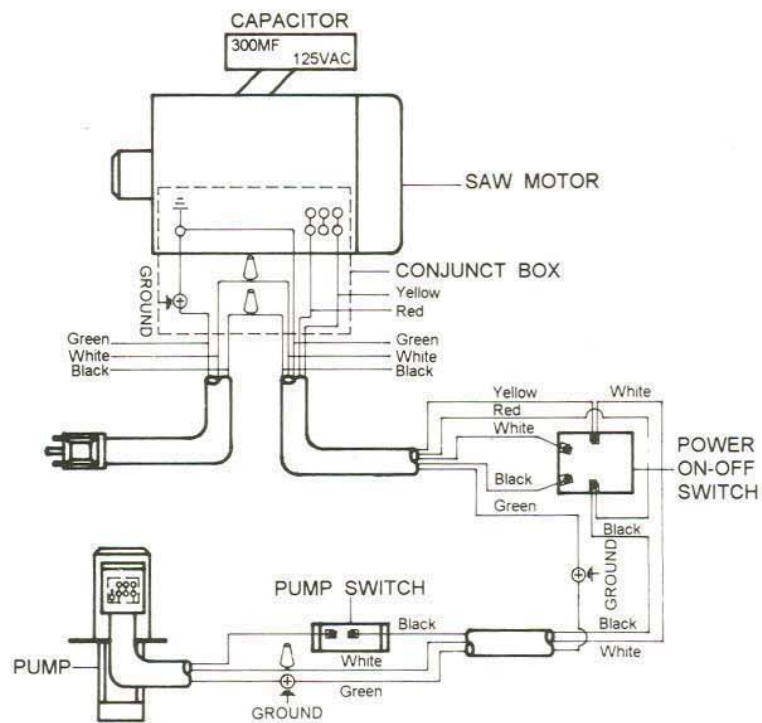 CAPACITOR
300MF
125VAC
SAW MOTOR
CONJUNCT BOX
GROUND
Yellow
Red
Green
White
Black
Green
White
Black
Yellow
White
Red
White
POWER
ON-OFF
SWITCH
Black
Green
Black
GROUND
PUMP SWITCH
Black
Black
White
White
PUMP
Green
GROUND